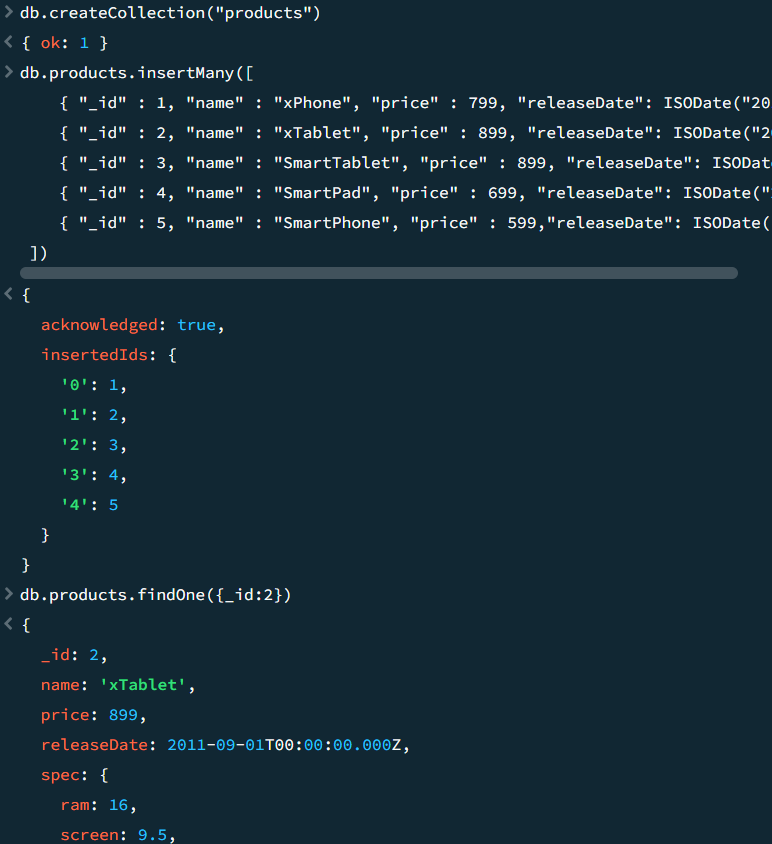 > db.createCollection("products")
< { ok: 1 }
> db.products.insertMany([
    { "_id" : 1, "name" : "xPhone", "price" : 799, "releaseDate": ISODate("20
    { "_id" : 2, "name" : "xTablet", "price" : 899, "releaseDate": ISODate("2
    { "_id" : 3, "name" : "SmartTablet", "price" : 899, "releaseDate": ISODat
    { "_id" : 4, "name" : "SmartPad", "price" : 699, "releaseDate": ISODate("
    { "_id" : 5, "name" : "SmartPhone", "price" : 599,"releaseDate": ISODate(
 ])
< {
  acknowledged: true,
  insertedIds: {
    '0': 1,
    '1': 2,
    '2': 3,
    '3': 4,
    '4': 5
  }
}
> db.products.findOne({_id:2})
< {
  _id: 2,
  name: 'xTablet',
  price: 899,
  releaseDate: 2011-09-01T00:00:00.000Z,
  spec: {
    ram: 16,
    screen: 9.5,